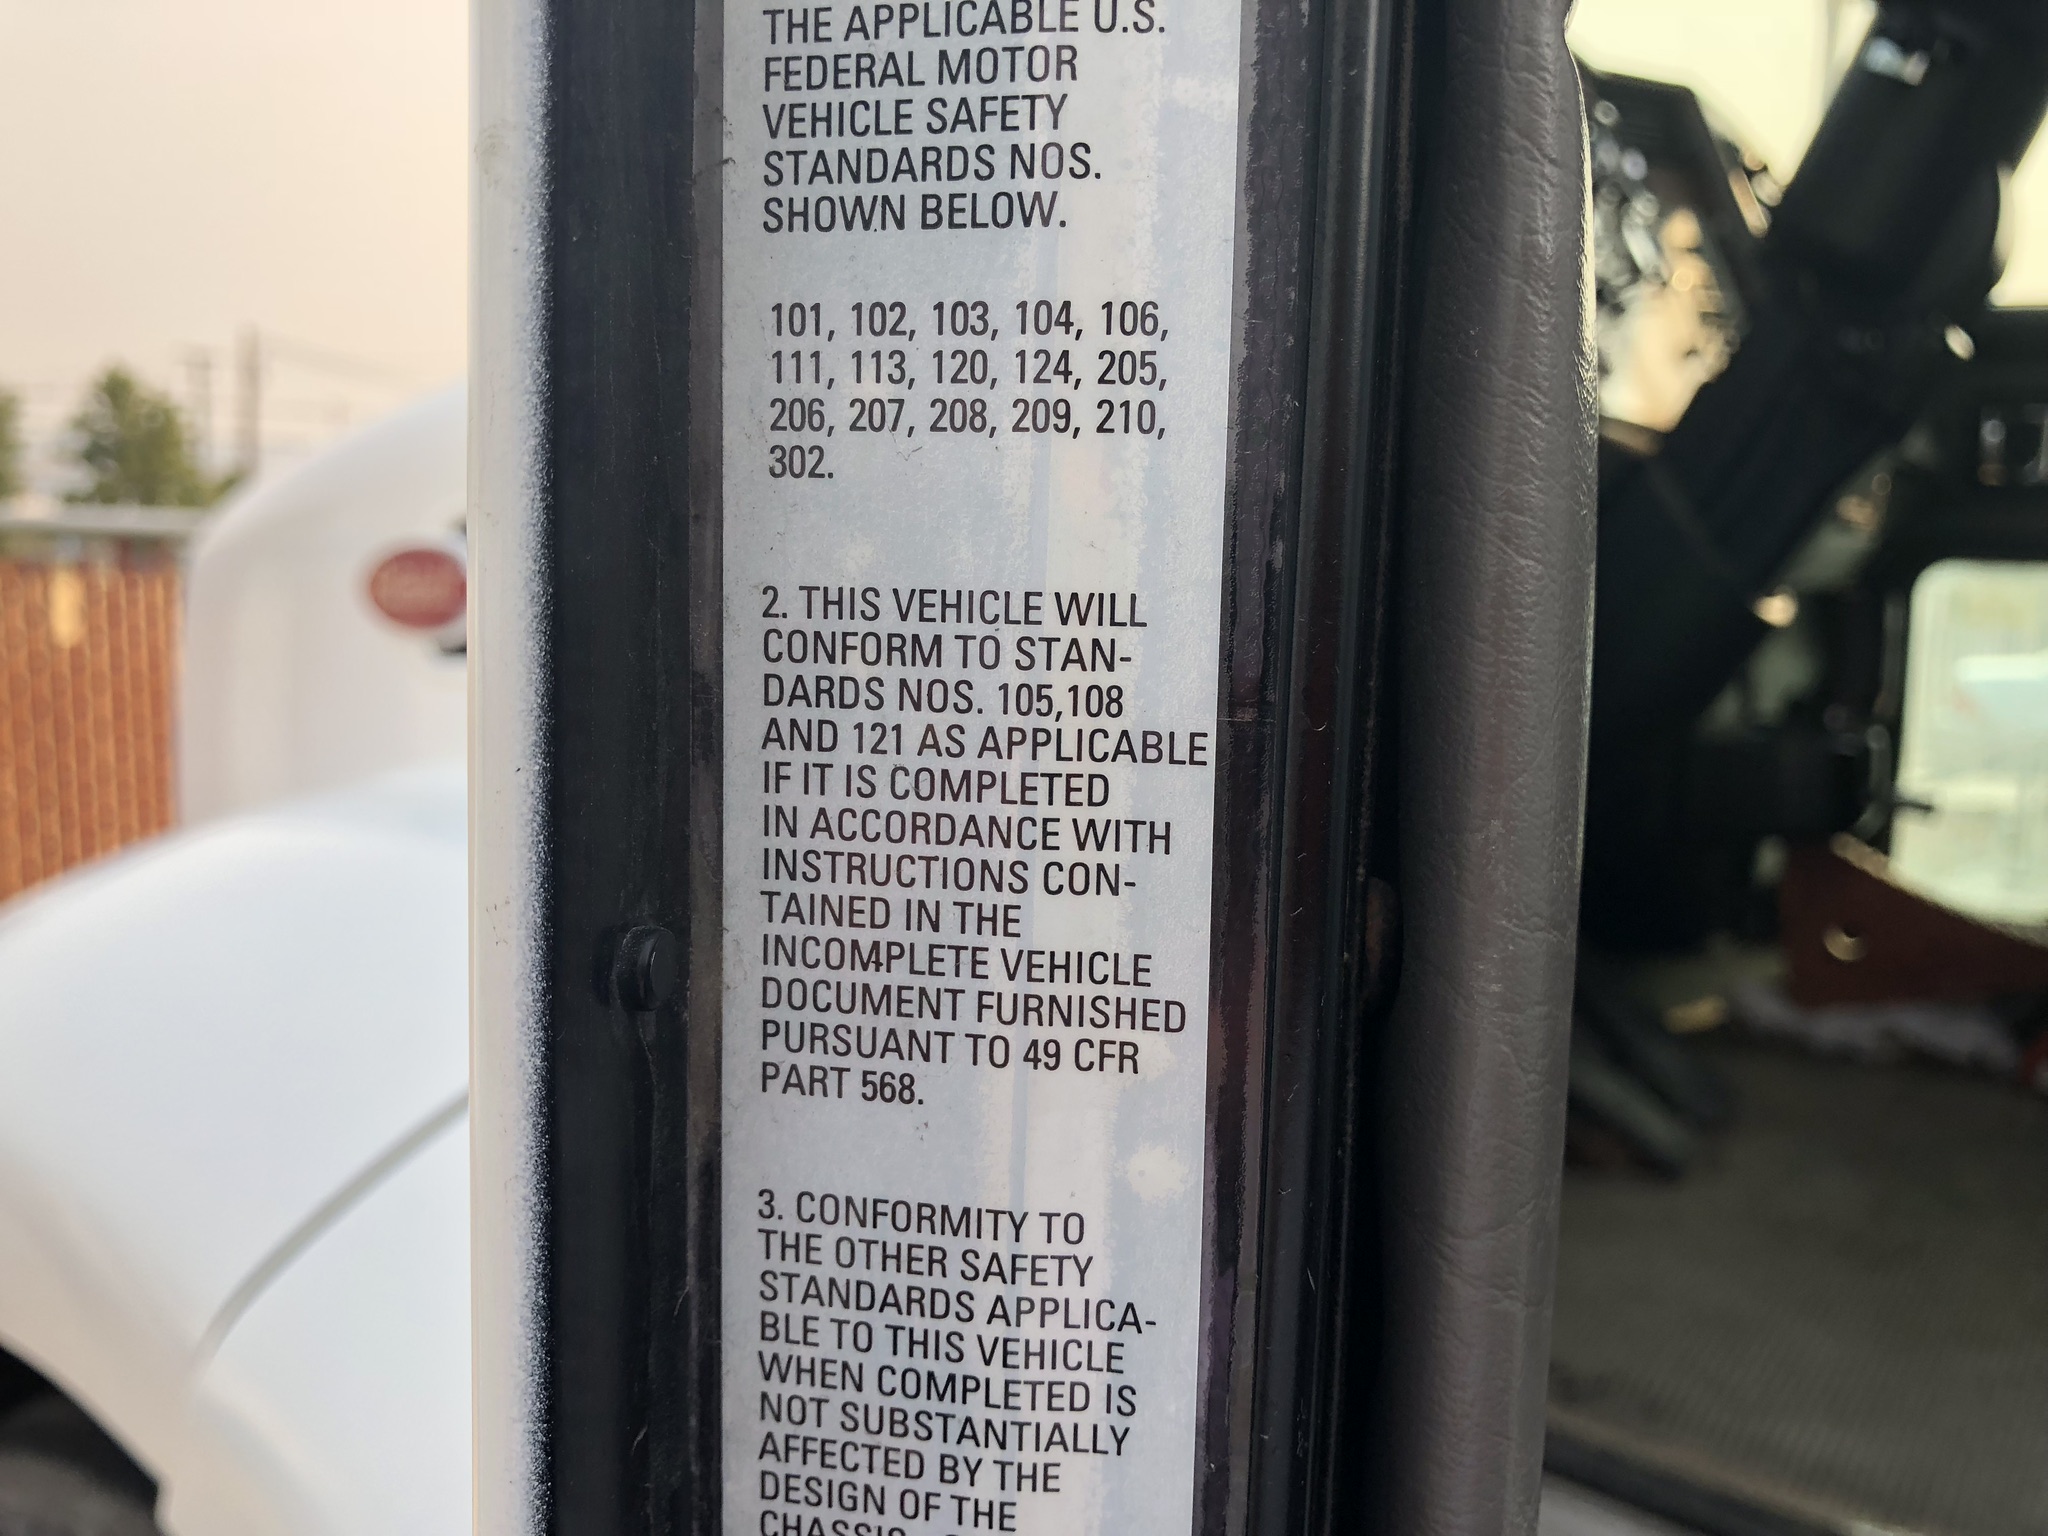 THE APPLICABLE U.S.
FEDERAL MOTOR
VEHICLE SAFETY
STANDARDS NOS.
SHOWN BELOW.
101, 102, 103, 104, 106,
111, 113, 120, 124, 205,
206, 207, 208, 209, 210,
302.
2. THIS VEHICLE WILL
CONFORM TO STAN-
DARDS NOS. 105,108
AND 121 AS APPLICABLE
IF IT IS COMPLETED
IN ACCORDANCE WITH
INSTRUCTIONS CON-
TAINED IN THE
INCOMPLETE VEHICLE
DOCUMENT FURNISHED
PURSUANT TO 49 CFR
PART 568.
3. CONFORMITY TO
THE OTHER SAFETY
STANDARDS APPLICA-
BLE TO THIS VEHICLE
WHEN COMPLETED IS
NOT SUBSTANTIALLY
AFFECTED BY THE
DESIGN OF THE
CHASSIS